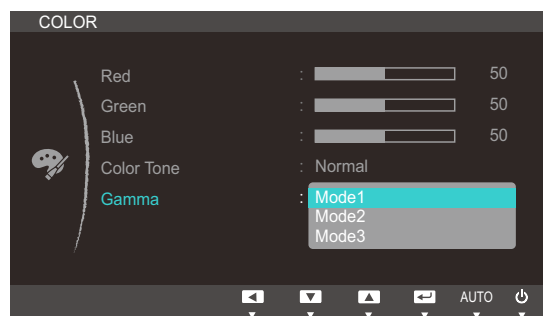 COLOR
Red : 50
Green : 50
Blue : 50
Color Tone : Normal
Gamma : Mode1
Mode2
Mode3
AUTO